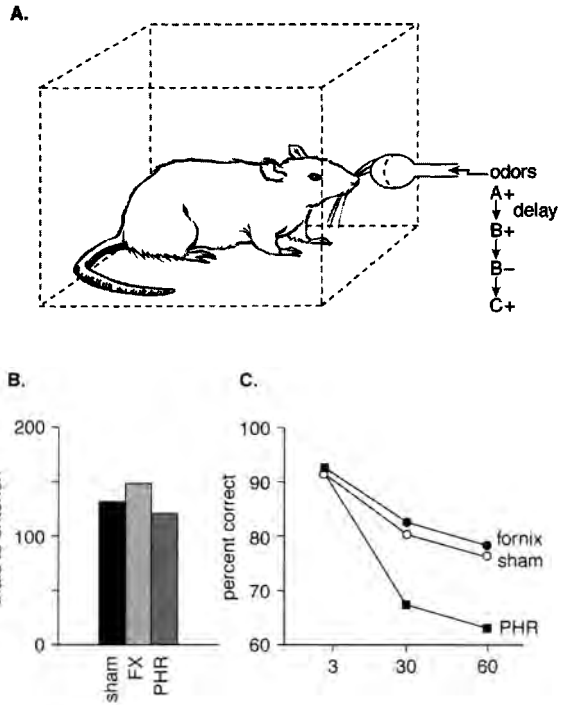 A.
odors
A+
delay
B+
B–
C+
B.
C.
200
100
0
sham
FX
PHR
percent correct
100
90
80
70
60
fornix
sham
PHR
3 30 60